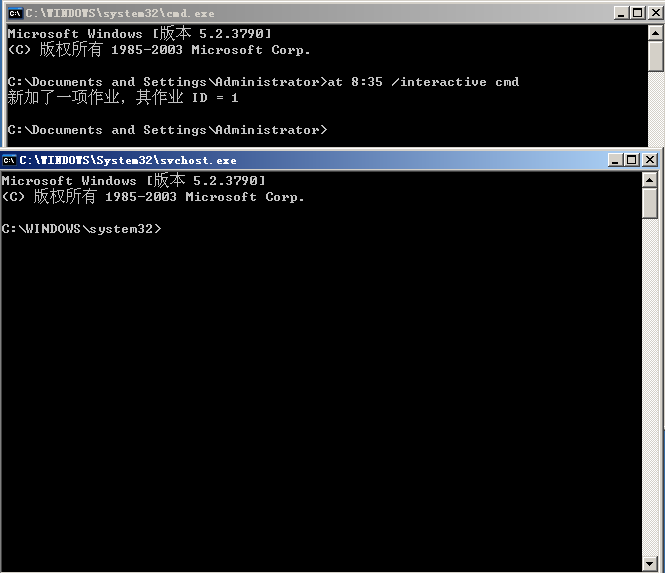 C:\WINDOWS\system32\cmd.exe
Microsoft Windows [版本 5.2.3790]
(C) 版权所有 1985-2003 Microsoft Corp.
C:\Documents and Settings\Administrator>at 8:35 /interactive cmd
新加了一项作业，其作业 ID = 1
C:\Documents and Settings\Administrator>
C:\WINDOWS\System32\svchost.exe
Microsoft Windows [版本 5.2.3790]
(C) 版权所有 1985-2003 Microsoft Corp.
C:\WINDOWS\system32>